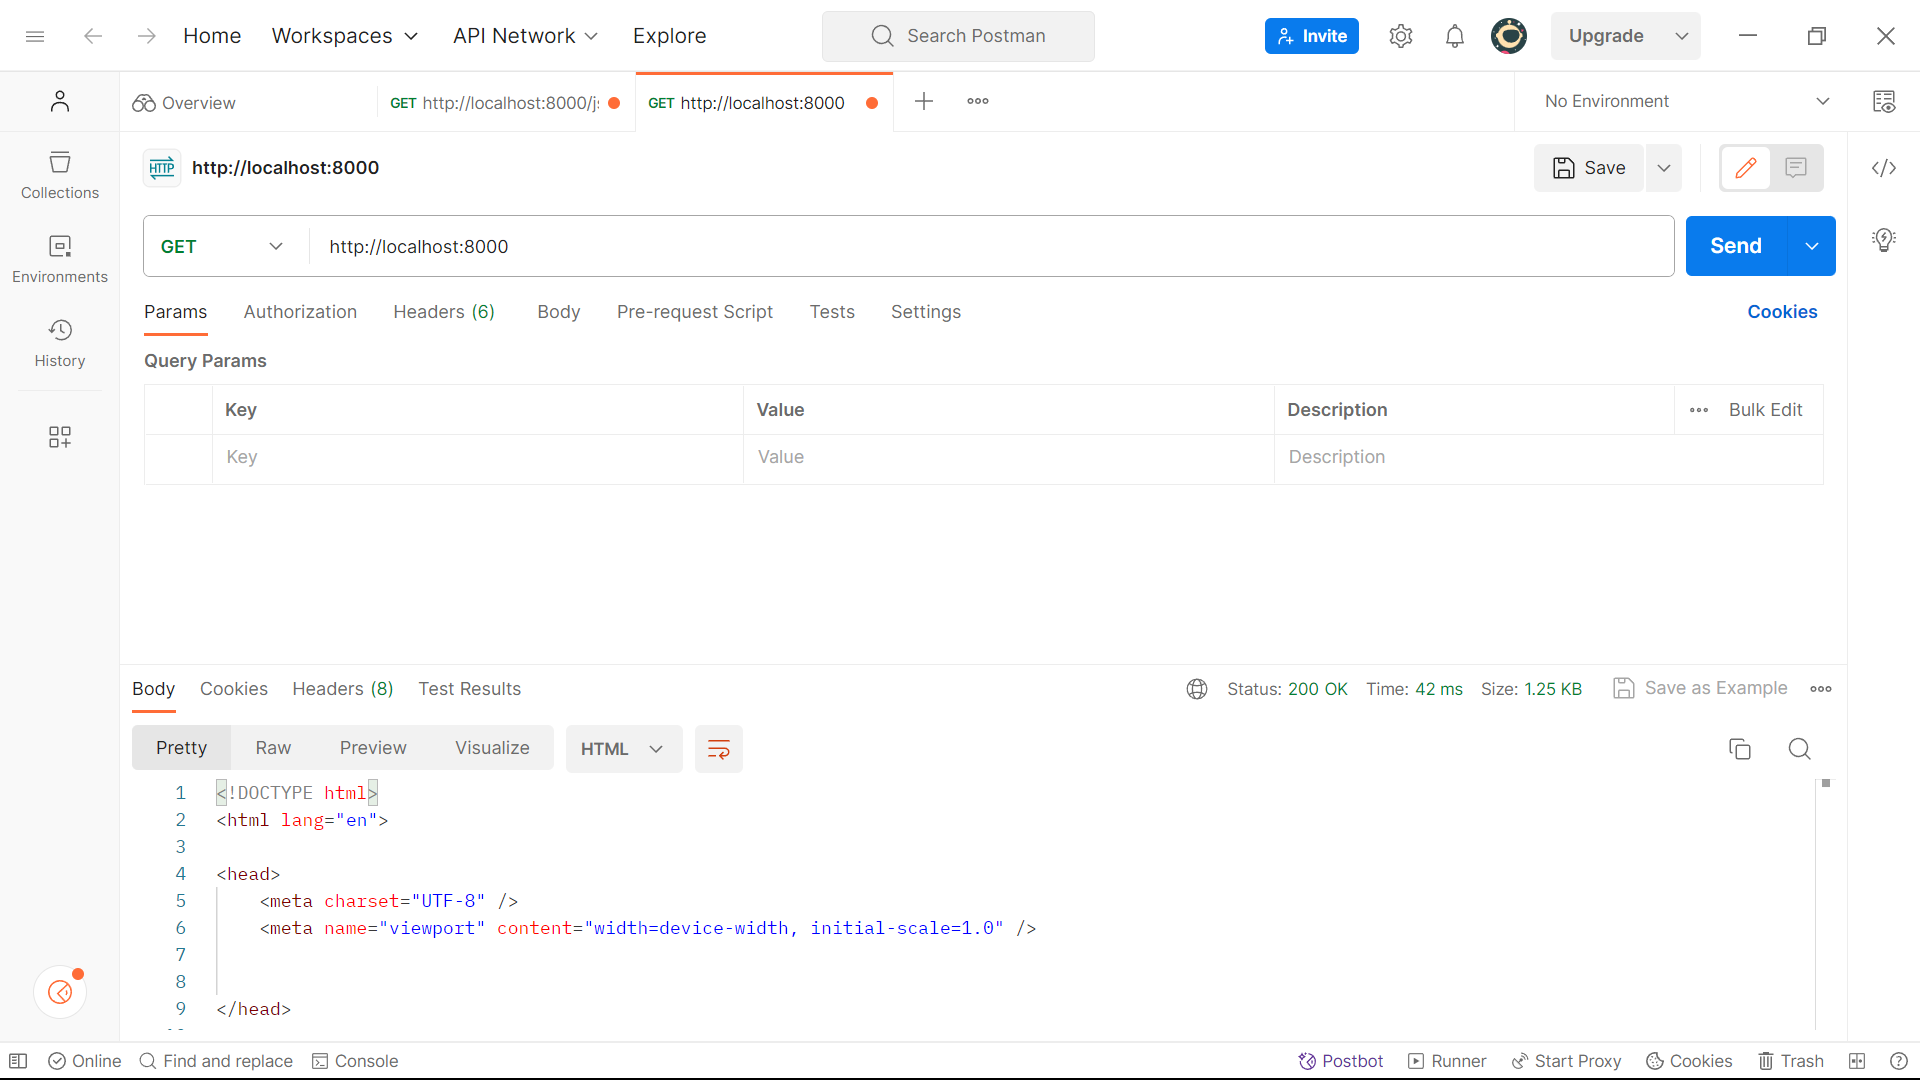 Home Workspaces API Network Explore Search Postman Invite Upgrade
Overview GET http://localhost:8000/j GET http://localhost:8000 No Environment
HTTP http://localhost:8000 Save
Collections
Environments
History
GET http://localhost:8000 Send
Params Authorization Headers (6) Body Pre-request Script Tests Settings Cookies
Query Params
Key Value Description Bulk Edit
Key Value Description
Body Cookies Headers (8) Test Results Status: 200 OK Time: 42 ms Size: 1.25 KB Save as Example
Pretty Raw Preview Visualize HTML
1 <!DOCTYPE html>
2 <html lang="en">
3
4 <head>
5 <meta charset="UTF-8" />
6 <meta name="viewport" content="width=device-width, initial-scale=1.0" />
7
8
9 </head>
Online Find and replace Console Postbot Runner Start Proxy Cookies Trash